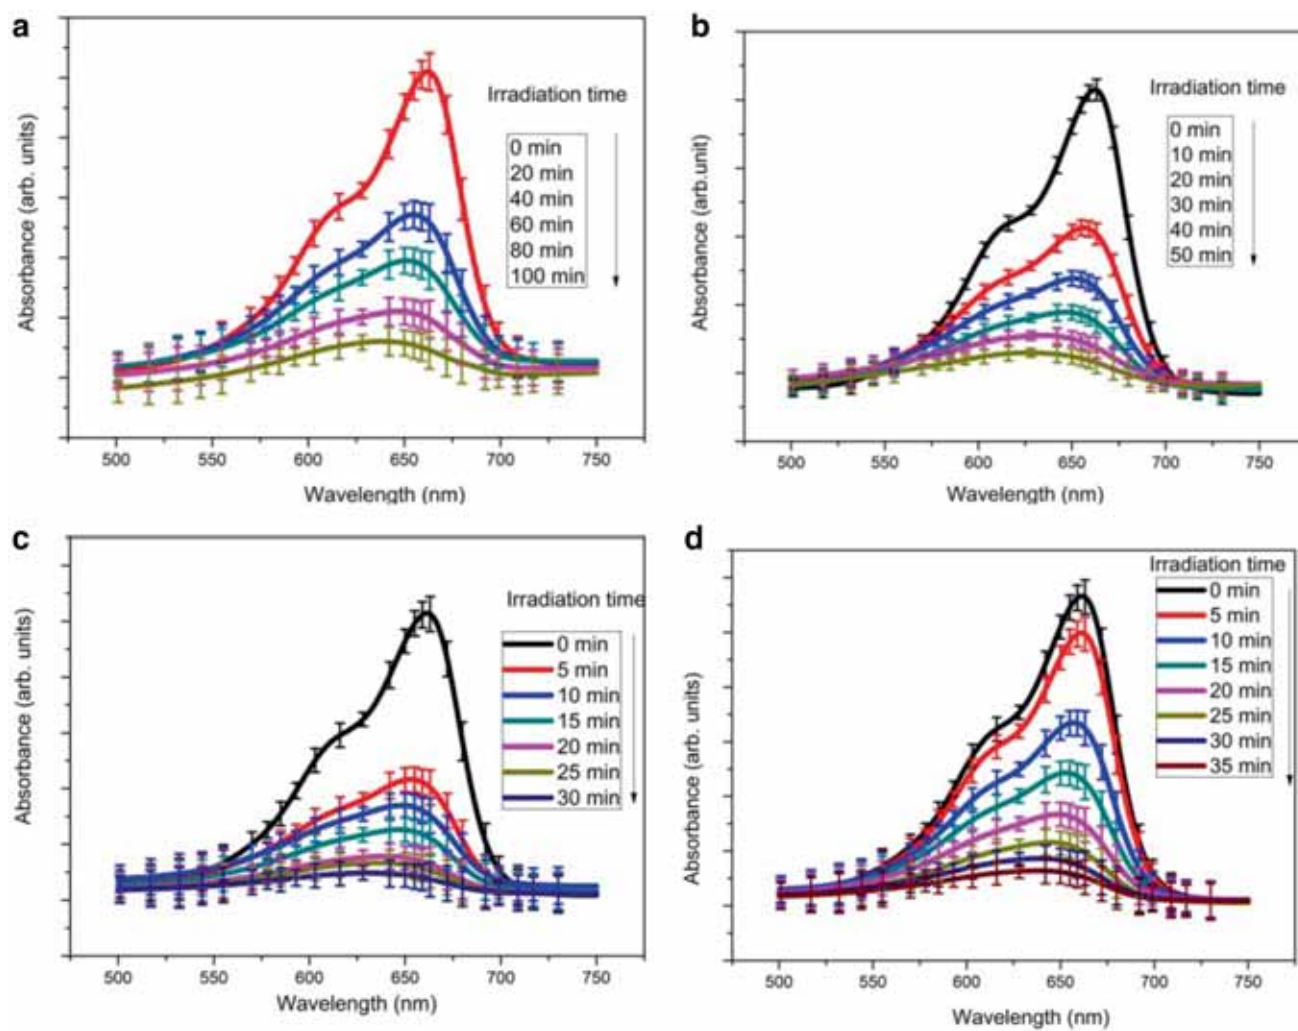 a
Absorbance (arb. units)
Irradiation time
0 min
20 min
40 min
60 min
80 min
100 min
500 550 600 650 700 750
Wavelength (nm)
b
Absorbance (arb.unit)
Irradiation time
0 min
10 min
20 min
30 min
40 min
50 min
500 550 600 650 700 750
Wavelength (nm)
c
Absorbance (arb. units)
Irradiation time
0 min
5 min
10 min
15 min
20 min
25 min
30 min
500 550 600 650 700 750
Wavelength (nm)
d
Absorbance (arb. units)
Irradiation time
0 min
5 min
10 min
15 min
20 min
25 min
30 min
35 min
500 550 600 650 700 750
Wavelength (nm)